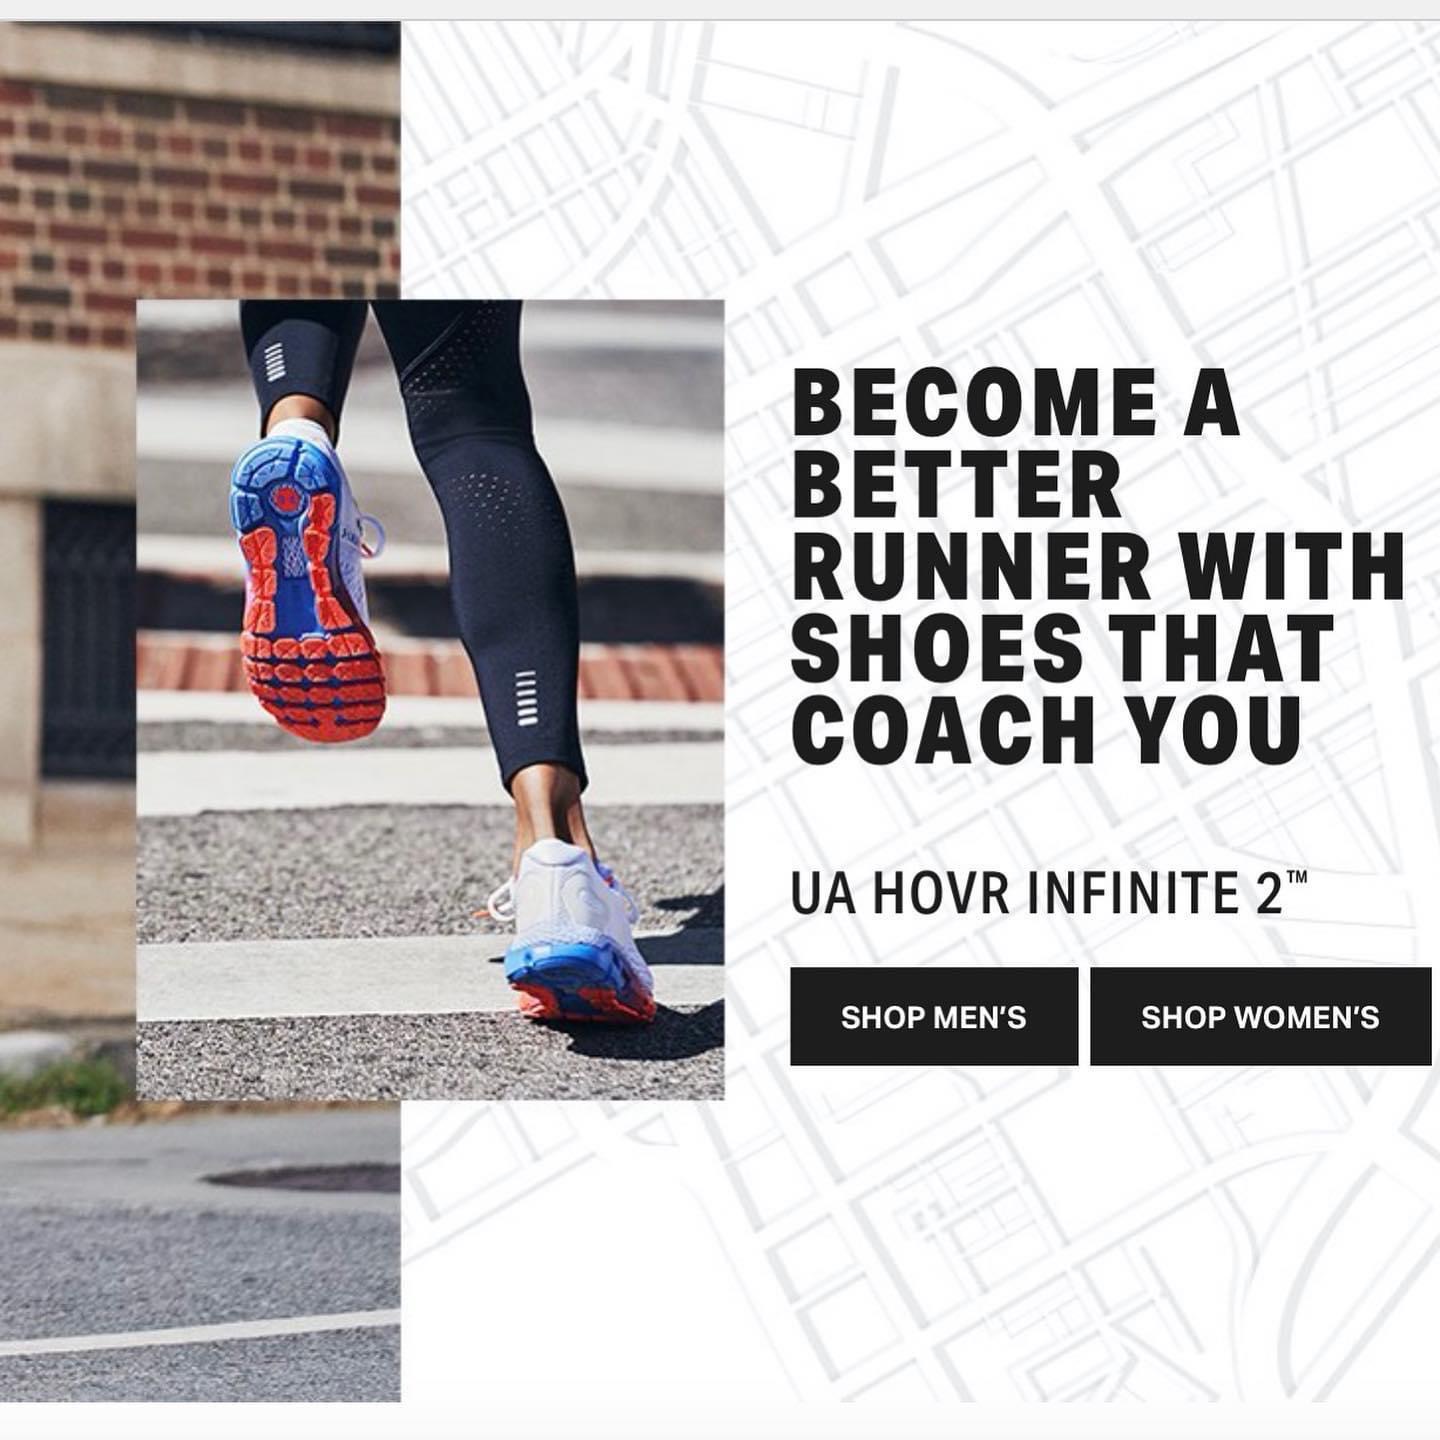 BECOME A
BETTER
RUNNER WITH
SHOES THAT
COACH YOU
UA HOVR INFINITE 2™
SHOP MEN'S
SHOP WOMEN'S